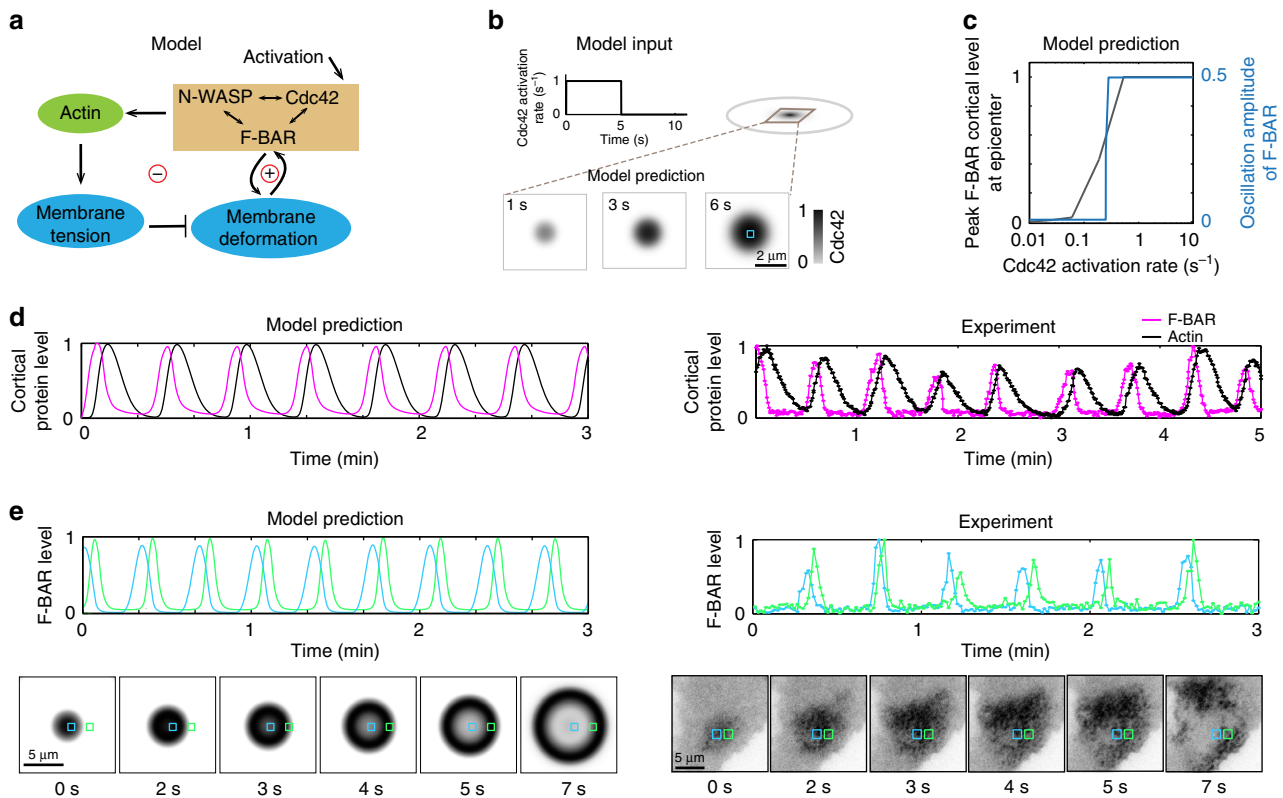 a
Model
Activation
N-WASP
Cdc42
F-BAR
Actin
−
+
Membrane
tension
Membrane
deformation
b
Model input
Cdc42 activation
rate (s⁻¹)
1
0
0 5 10
Time (s)
Model prediction
1 s
3 s
6 s
2 μm
1
0
Cdc42
c
Model prediction
Peak F-BAR cortical level
at epicenter
1
0
0.5
0
Oscillation amplitude
of F-BAR
0.01 0.1 1 10
Cdc42 activation rate (s⁻¹)
d
Model prediction
Cortical
protein level
1
0
0 1 2 3
Time (min)
Experiment
F-BAR
Actin
Cortical
protein level
1
0
1 2 3 4 5
Time (min)
e
Model prediction
F-BAR level
1
0
0 1 2 3
Time (min)
Experiment
F-BAR level
1
0
0 1 2 3
Time (min)
5 μm
0 s 2 s 3 s 4 s 5 s 7 s
5 μm
0 s 2 s 3 s 4 s 5 s 7 s